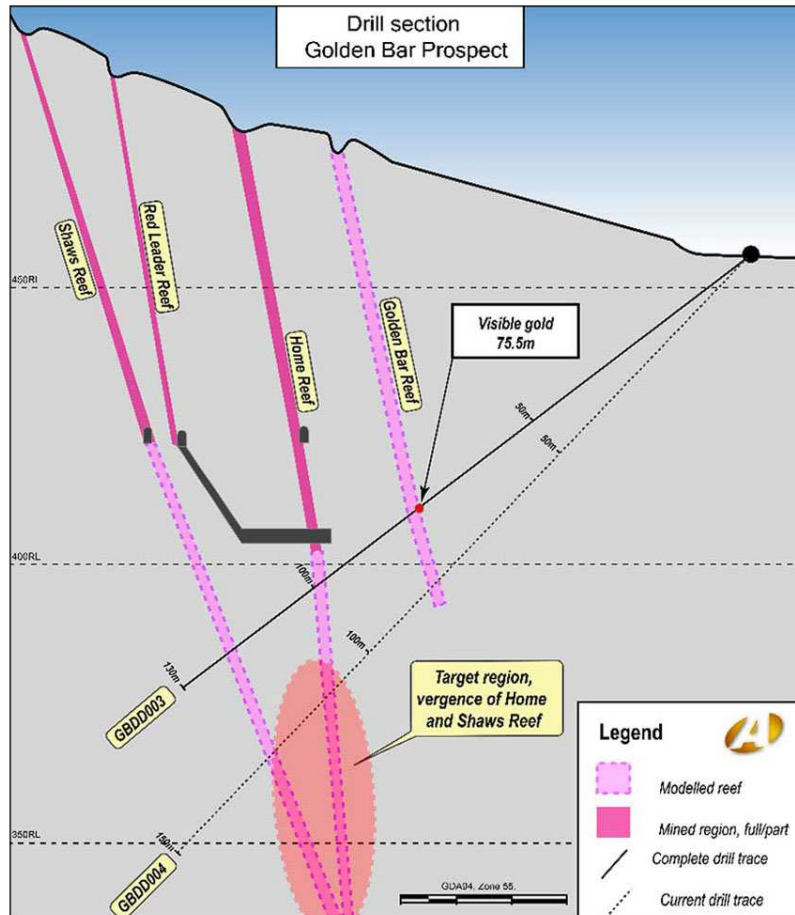 Drill section
Golden Bar Prospect
Shaws Reef
Red Leader Reef
Home Reef
Golden Bar Reef
450Rl
Visible gold
75.5m
50m
50m
400RL
100m
100m
130m
GBDD003
Target region,
vergence of Home
and Shaws Reef
350RL
150m
GBDD004
GDA94, Zone 55.
Legend
Modelled reef
Mined region, full/part
Complete drill trace
Current drill trace